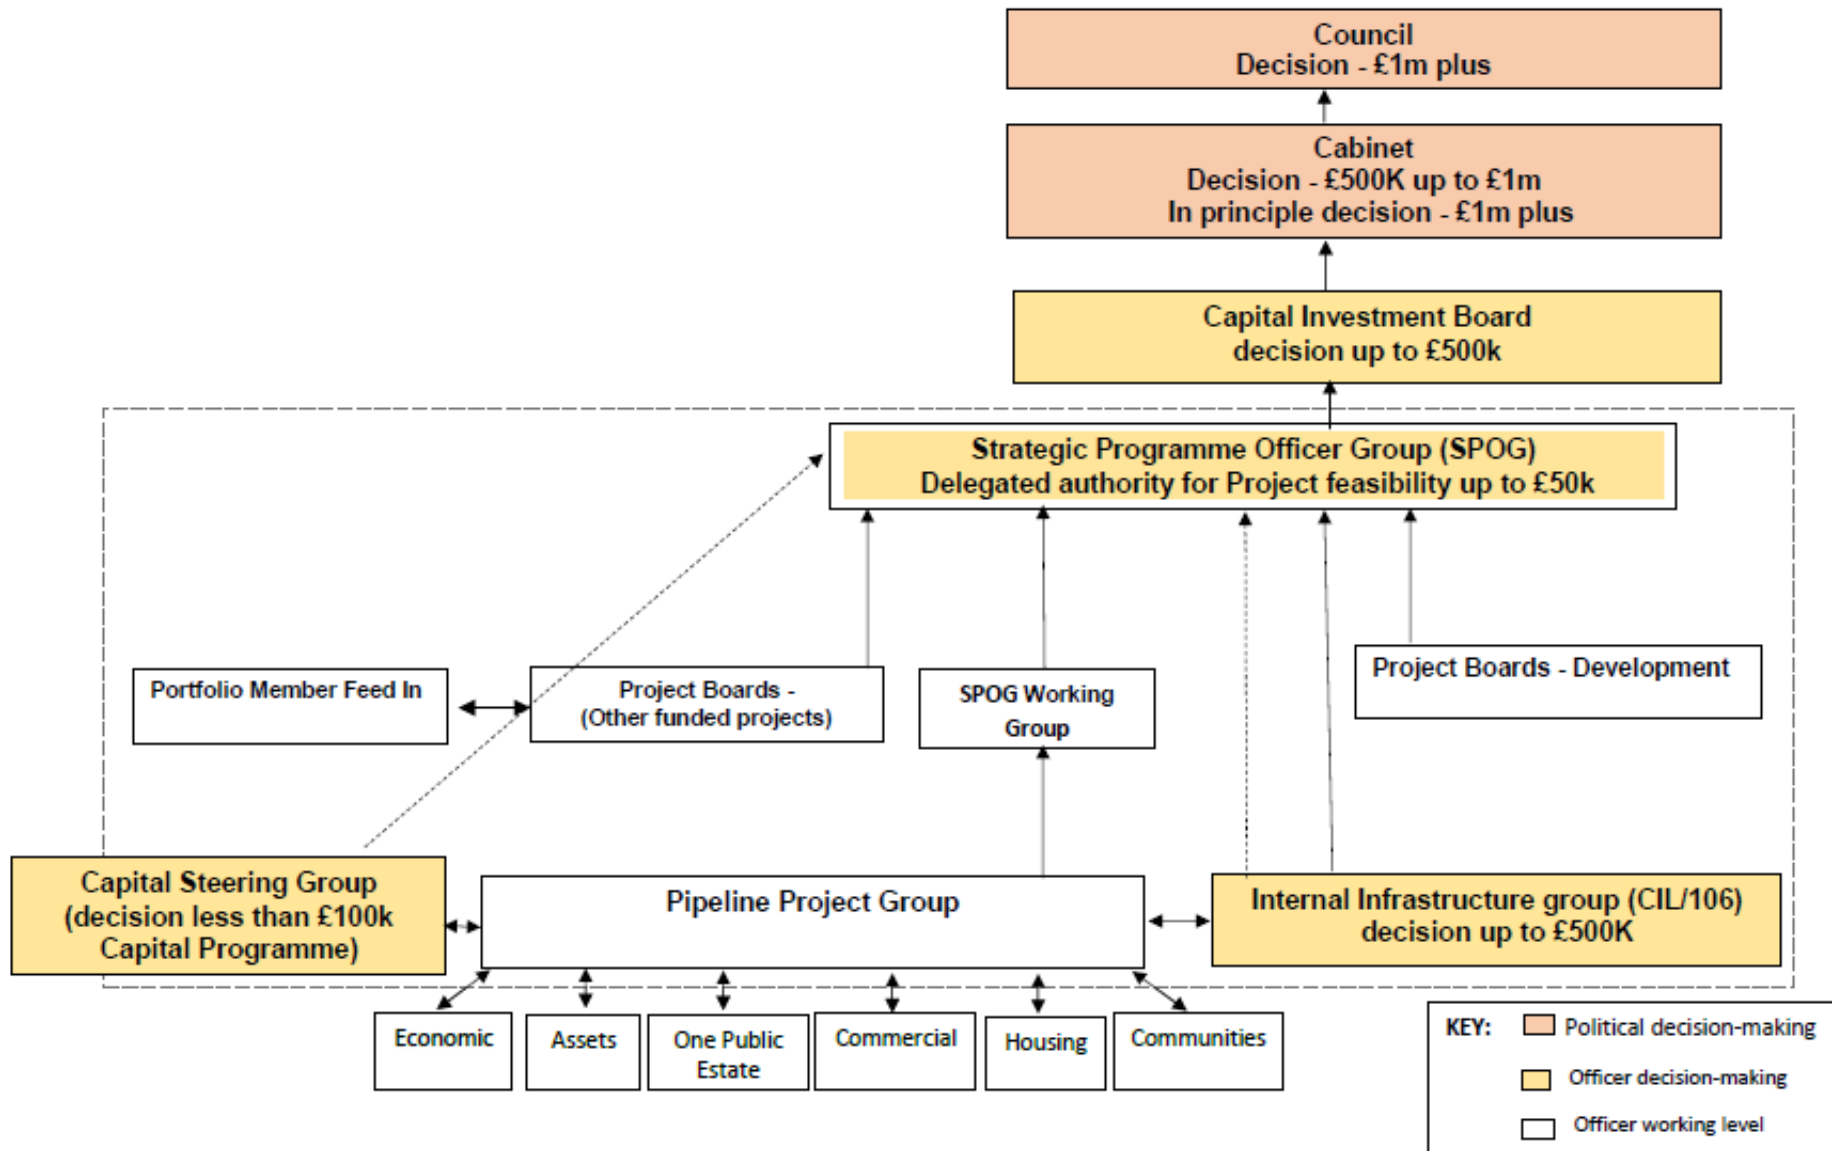 Council
Decision - £1m plus
Cabinet
Decision - £500K up to £1m
In principle decision - £1m plus
Capital Investment Board
decision up to £500k
Strategic Programme Officer Group (SPOG)
Delegated authority for Project feasibility up to £50k
Portfolio Member Feed In
Project Boards -
(Other funded projects)
SPOG Working
Group
Project Boards - Development
Capital Steering Group
(decision less than £100k
Capital Programme)
Pipeline Project Group
Internal Infrastructure group (CIL/106)
decision up to £500K
Economic
Assets
One Public
Estate
Commercial
Housing
Communities
KEY:
Political decision-making
Officer decision-making
Officer working level